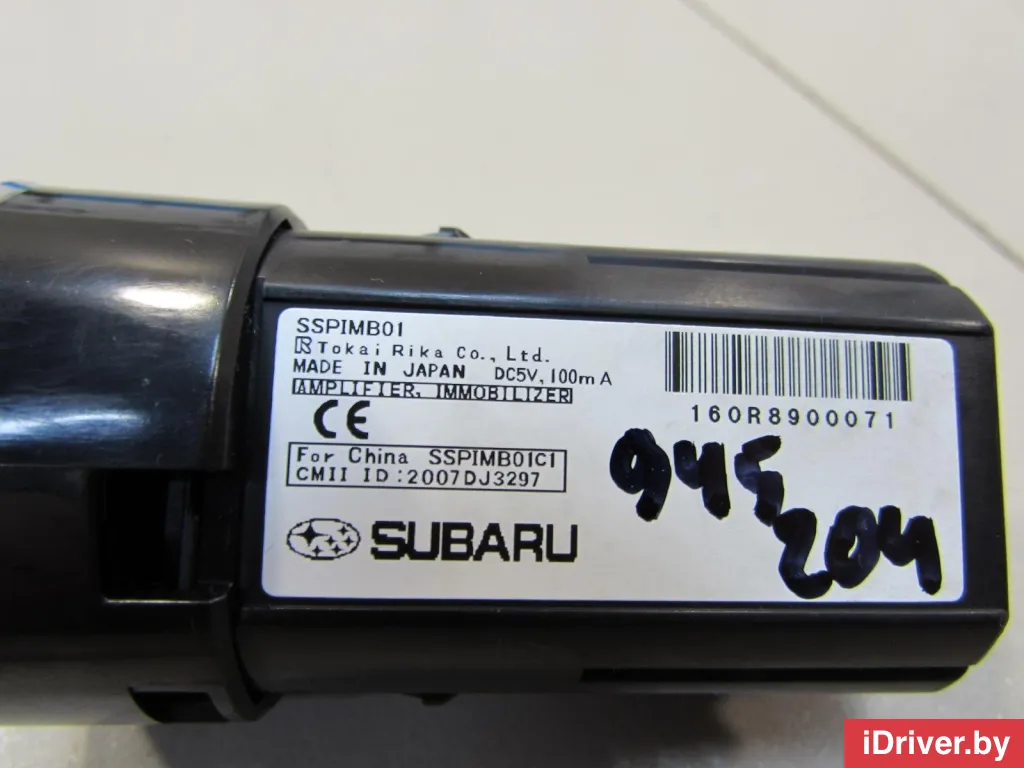 SSPIMB01
Tokai Rika Co., Ltd.
MADE IN JAPAN DC5V, 100mA
AMPLIFIER, IMMOBILIZER
CE
For China SSPIMB01C1
CMII ID:2007DJ3297
SUBARU
160R8900071
945
204
iDriver.by